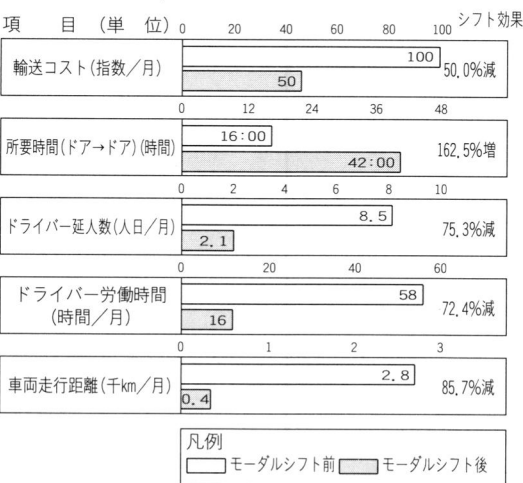 項 目 (単 位) 0 20 40 60 80 100 シフト効果
輸送コスト(指数/月) 100 50 50.0%減
0 12 24 36 48
所要時間(ドア→ドア)(時間) 16:00 42:00 162.5%増
0 2 4 6 8 10
ドライバー延人数(人日/月) 8.5 2.1 75.3%減
0 20 40 60
ドライバー労働時間
(時間/月) 58 16 72.4%減
0 1 2 3
車両走行距離(千km/月) 2.8 0.4 85.7%減
凡例
モーダルシフト前 モーダルシフト後